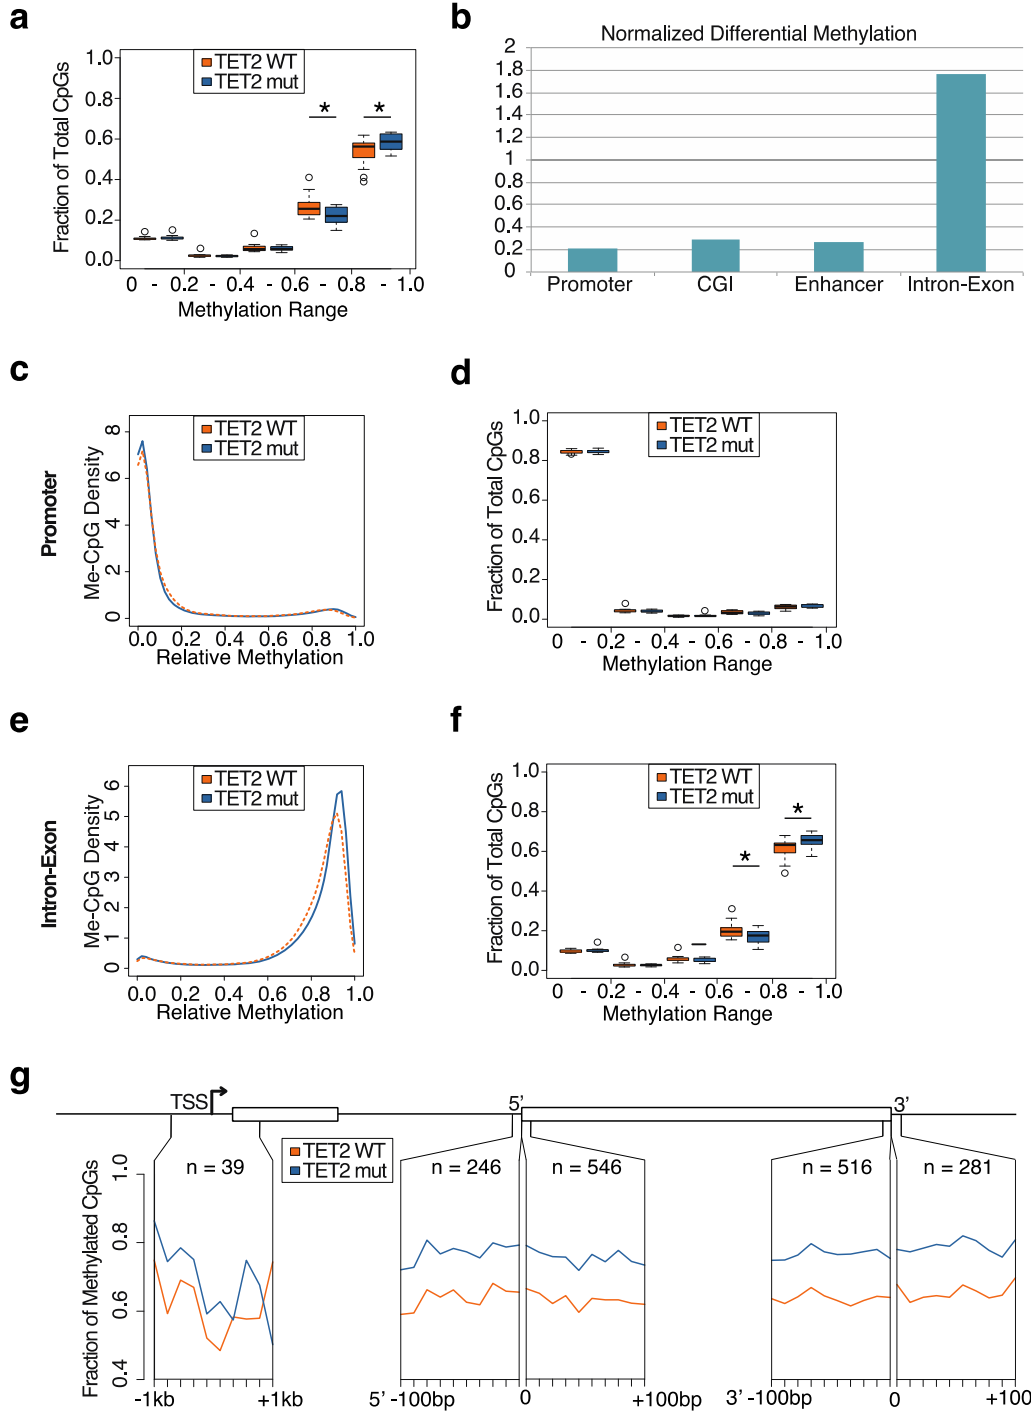 a
TET2 WT
TET2 mut
Fraction of Total CpGs
1.0
0.8
0.6
0.4
0.2
0.0
* *
0 - 0.2 - 0.4 - 0.6 - 0.8 - 1.0
Methylation Range
b
Normalized Differential Methylation
2
1.8
1.6
1.4
1.2
1
0.8
0.6
0.4
0.2
0
Promoter CGI Enhancer Intron-Exon
c
Promoter
TET2 WT
TET2 mut
Me-CpG Density
8
6
4
2
0
0.0 0.2 0.4 0.6 0.8 1.0
Relative Methylation
d
TET2 WT
TET2 mut
Fraction of Total CpGs
1.0
0.8
0.6
0.4
0.2
0.0
0 - 0.2 - 0.4 - 0.6 - 0.8 - 1.0
Methylation Range
e
Intron-Exon
TET2 WT
TET2 mut
Me-CpG Density
6
5
4
3
2
1
0
0.0 0.2 0.4 0.6 0.8 1.0
Relative Methylation
f
TET2 WT
TET2 mut
Fraction of Total CpGs
1.0
0.8
0.6
0.4
0.2
0.0
* *
0 - 0.2 - 0.4 - 0.6 - 0.8 - 1.0
Methylation Range
g
TSS 5’ 3’
TET2 WT
TET2 mut
n = 39 n = 246 n = 546 n = 516 n = 281
Fraction of Methylated CpGs
1.0
0.8
0.6
0.4
-1kb +1kb 5’ -100bp 0 +100bp 3’ -100bp 0 +100